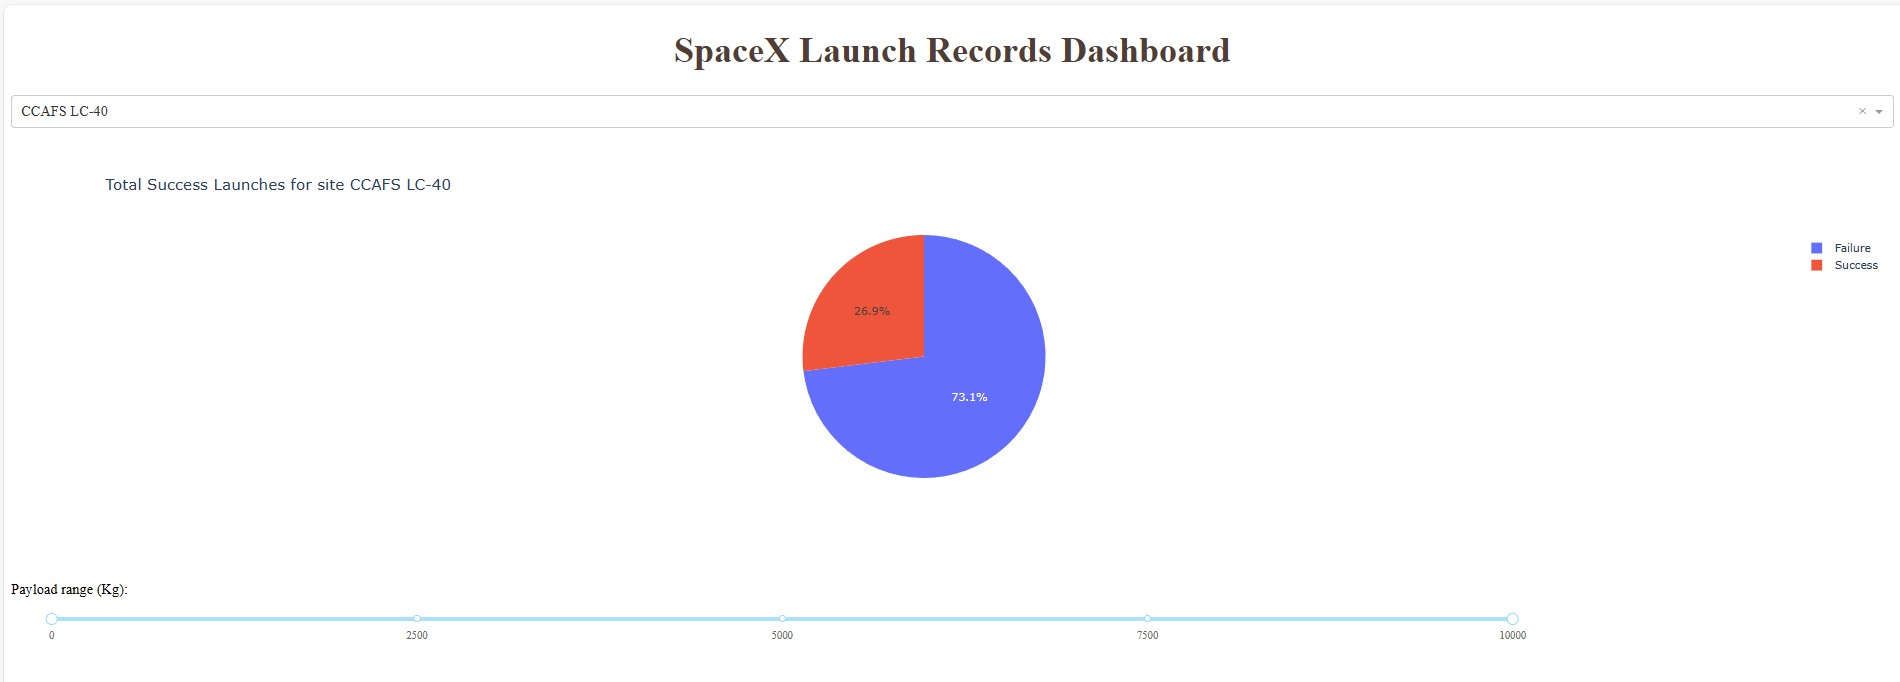 SpaceX Launch Records Dashboard
CCAFS LC-40
×
Total Success Launches for site CCAFS LC-40
Failure
Success
26.9%
73.1%
Payload range (Kg):
0 2500 5000 7500 10000